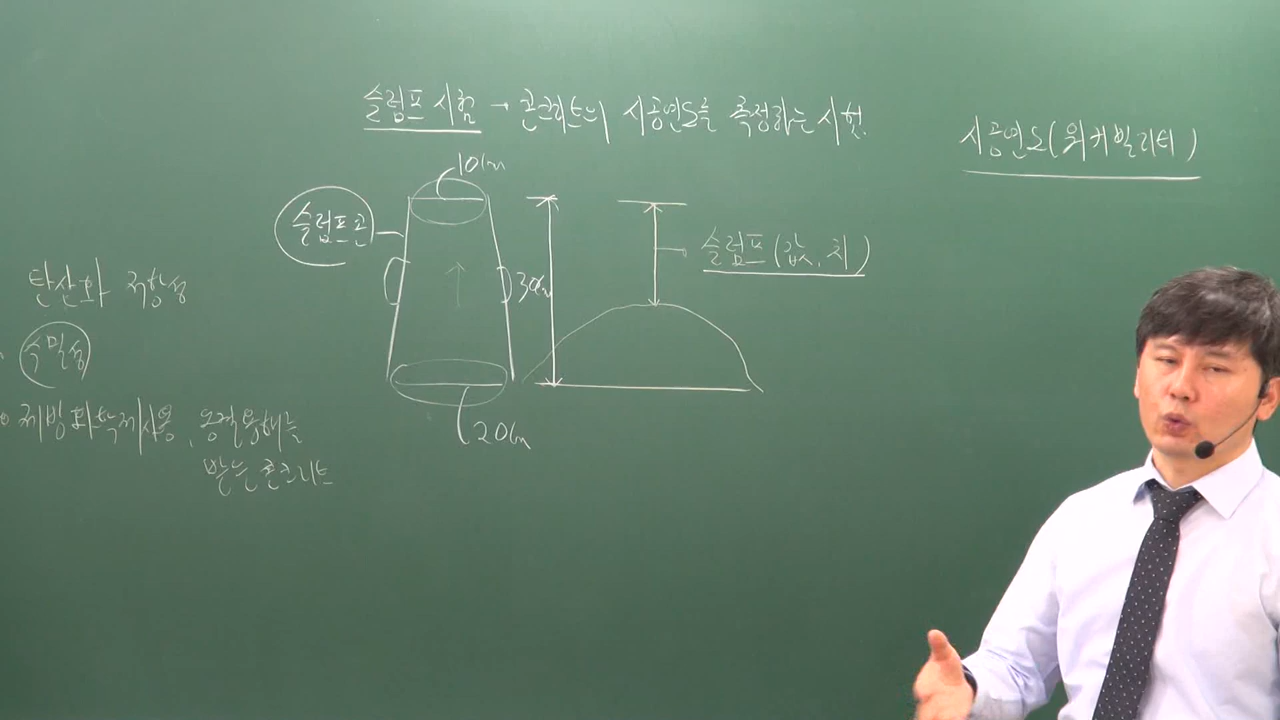 슬럼프 시험 → 콘크리트의 시공연도를 측정하는 시험.
시공연도(워커빌리티)
10cm
슬럼프콘
30cm
슬럼프(값, 치)
20cm
탄산화 저항성
수밀성
제빙화학제사용, 동결융해를
받는 콘크리트